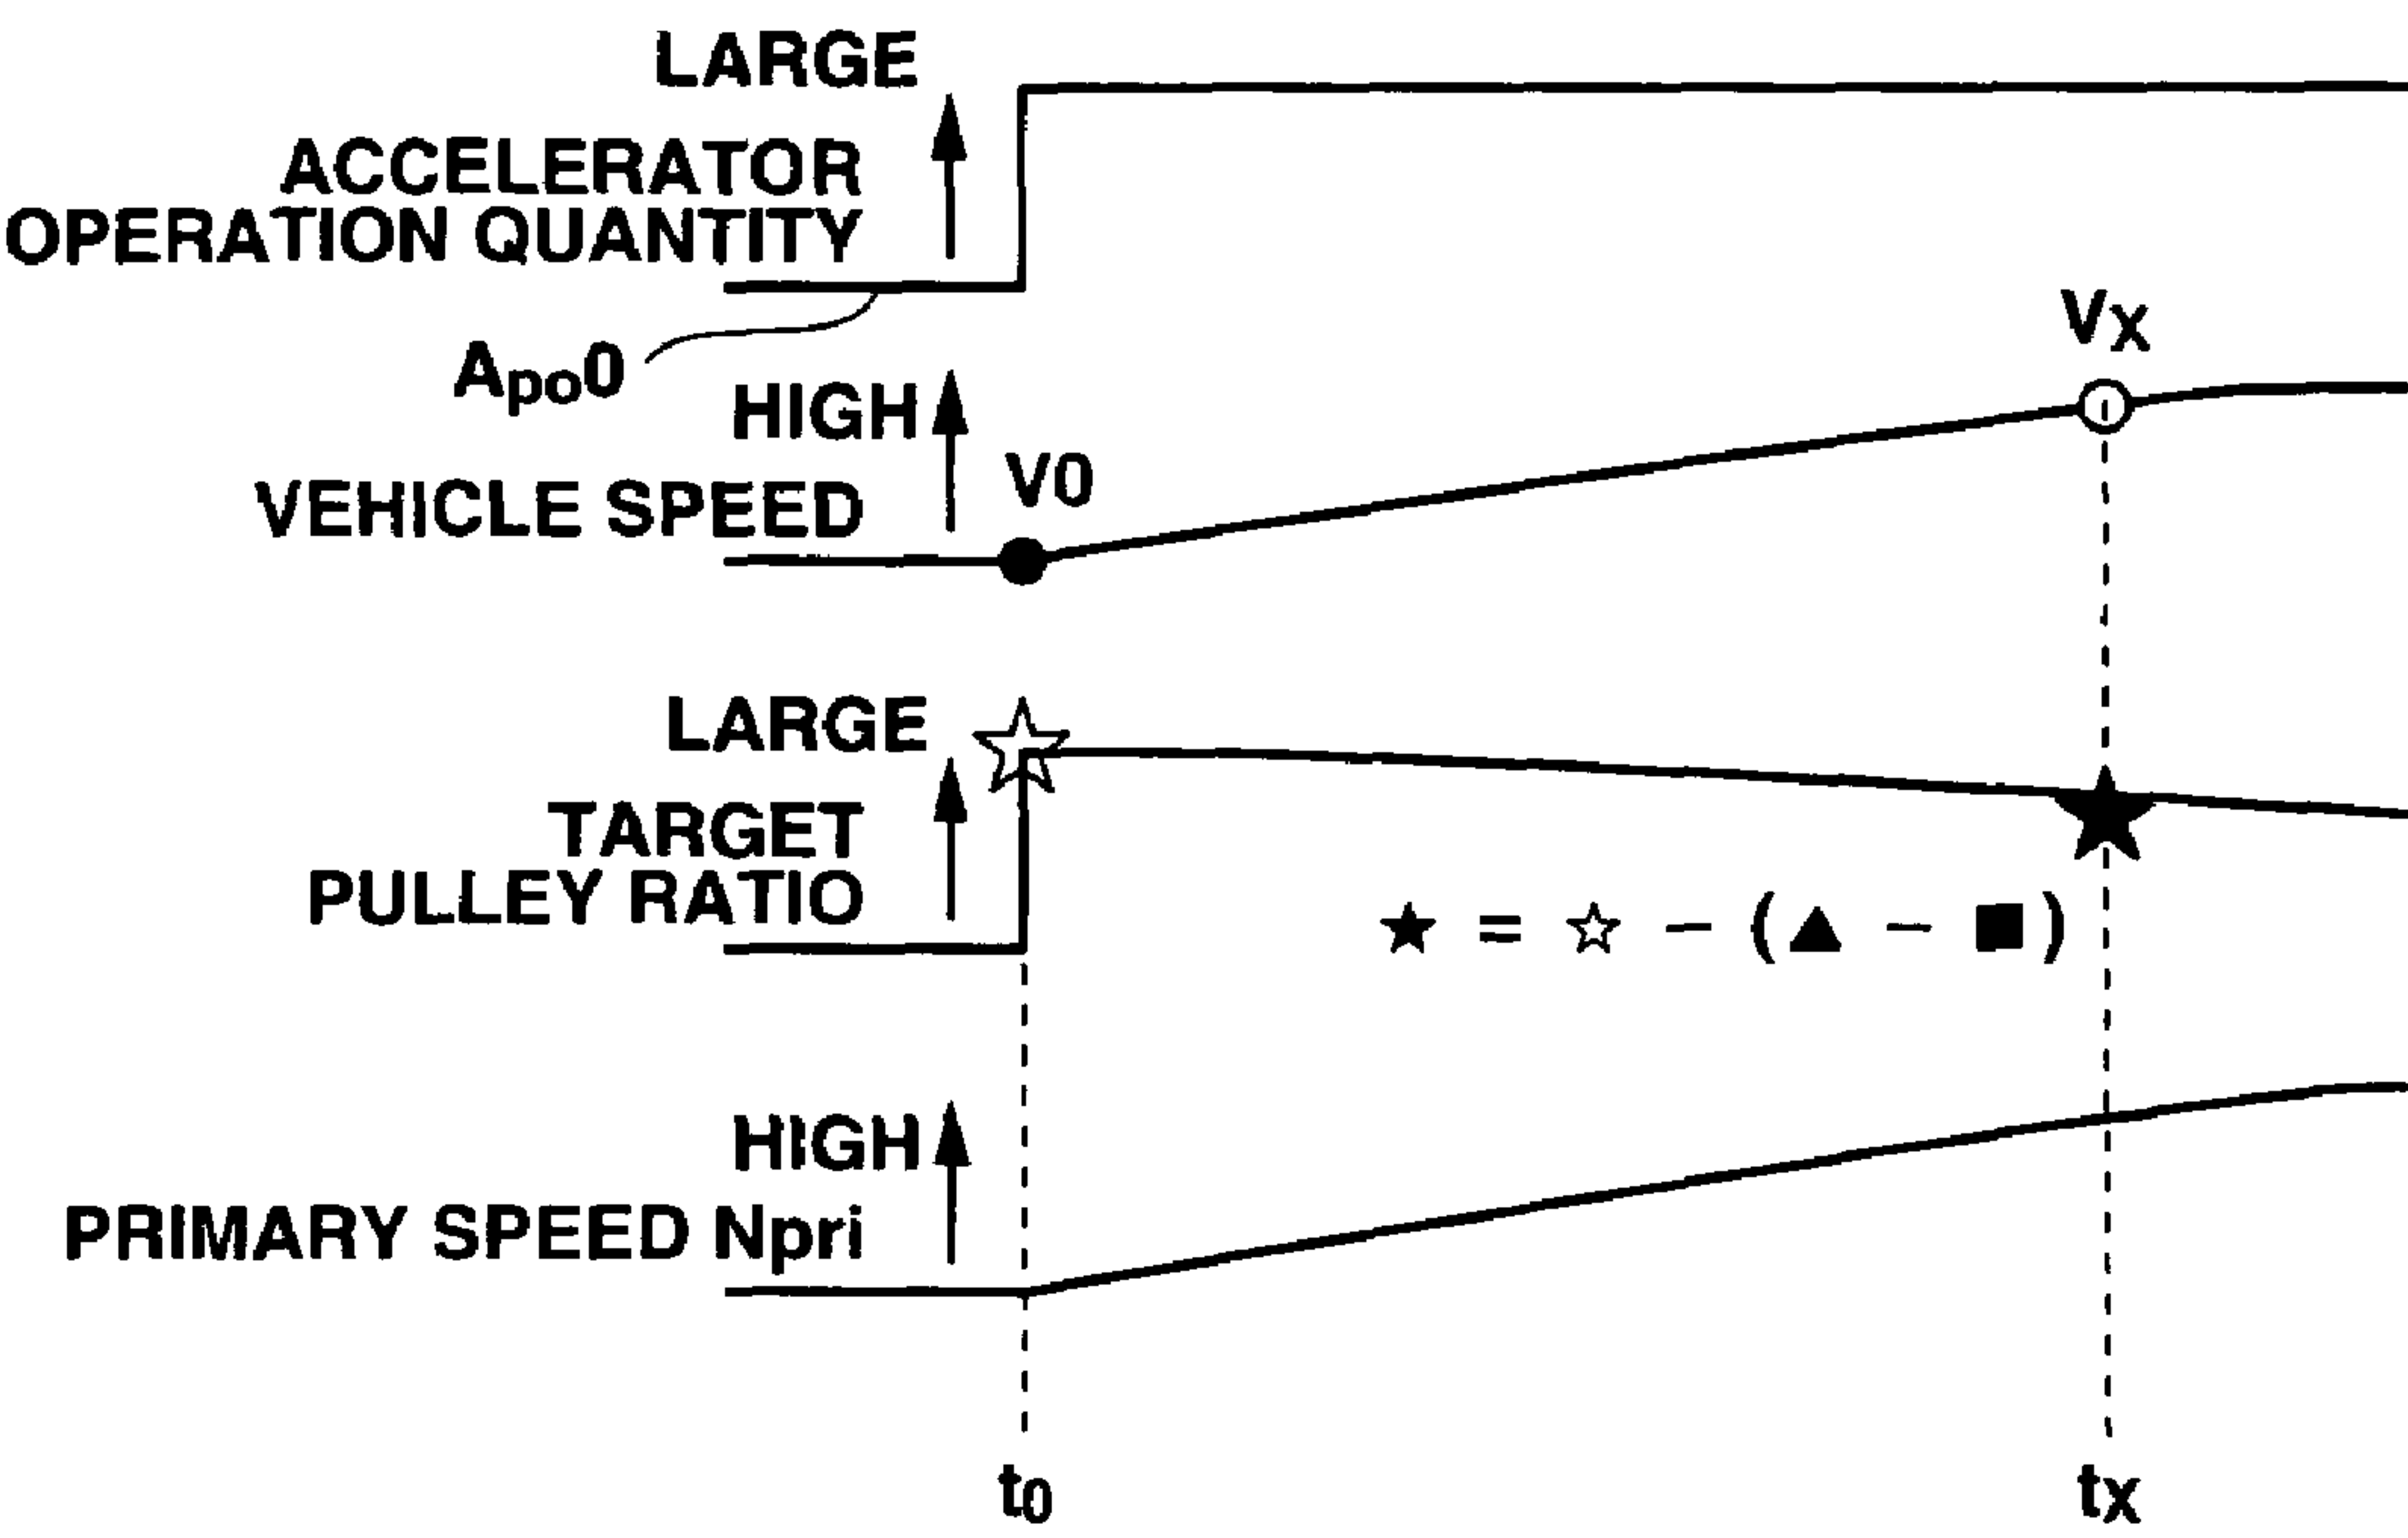 LARGE
ACCELERATOR
OPERATION QUANTITY
Apo0
VX
HIGH
V0
VEHICLE SPEED
LARGE
TARGET
PULLEY RATIO
★ = ☆ − (▲ − ■)
HIGH
PRIMARY SPEED Npri
t0
tX